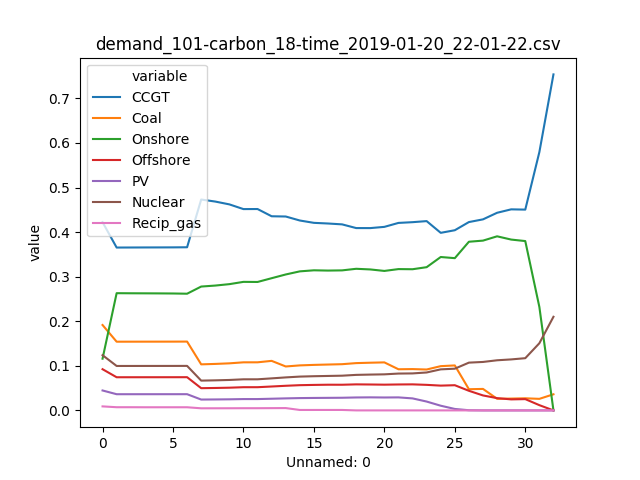 demand_101-carbon_18-time_2019-01-20_22-01-22.csv
variable
CCGT
Coal
Onshore
Offshore
PV
Nuclear
Recip_gas
value
0.7
0.6
0.5
0.4
0.3
0.2
0.1
0.0
0 5 10 15 20 25 30
Unnamed: 0